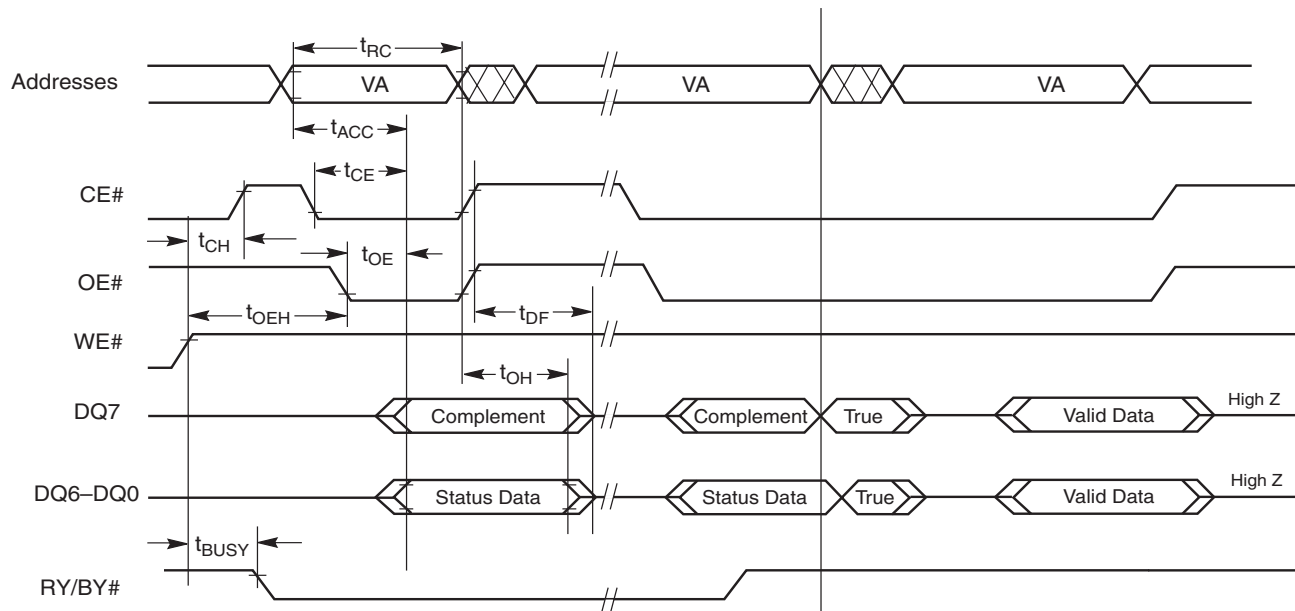 tRC
Addresses VA VA VA
tACC
tCE
CE#
tCH tOE
OE#
tOEH tDF
WE#
tOH
DQ7 Complement Complement True Valid Data High Z
DQ6–DQ0 Status Data Status Data True Valid Data High Z
tBUSY
RY/BY#